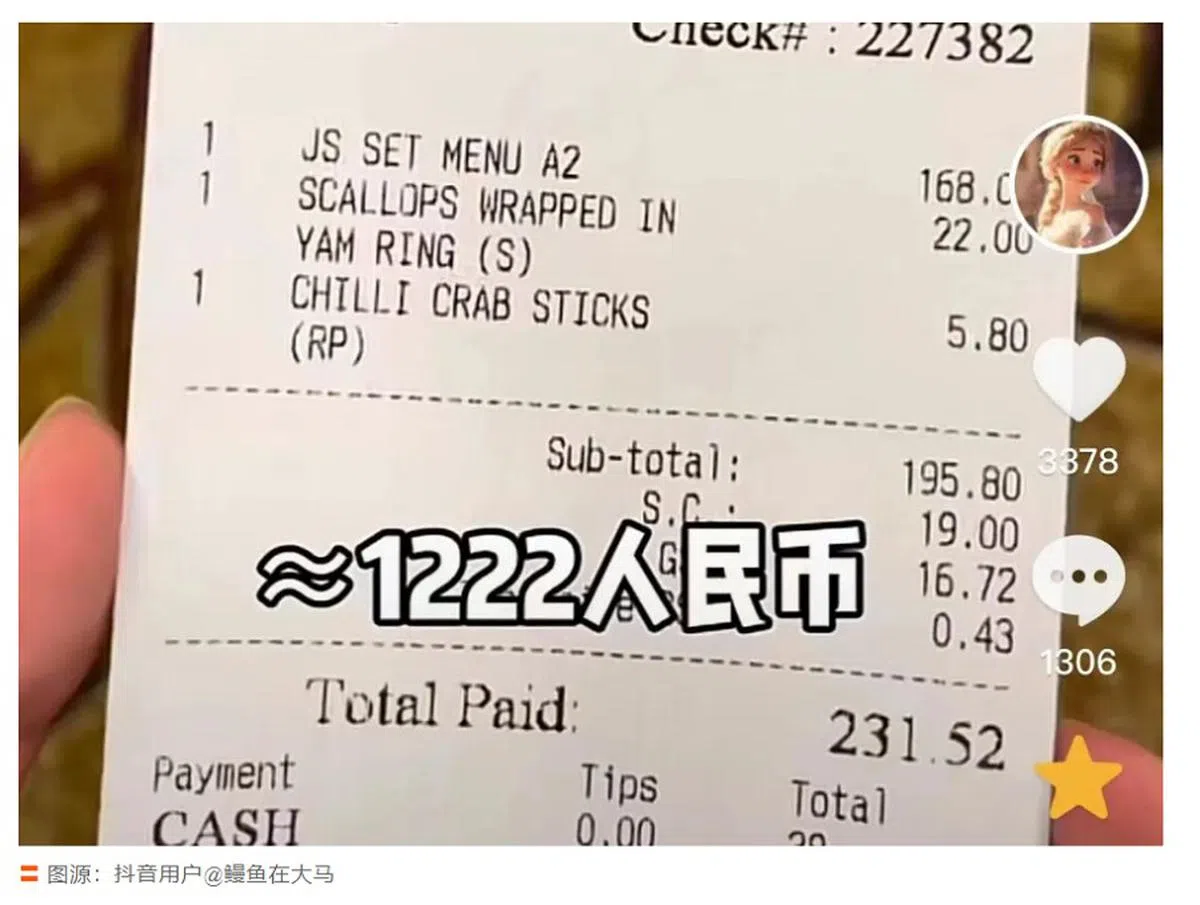 Check# : 227382
1 JS SET MENU A2 168.0
1 SCALLOPS WRAPPED IN 22.00
YAM RING (S)
1 CHILLI CRAB STICKS 5.80
(RP)
Sub-total: 195.80
S.C.: 19.00
16.72
0.43
≈1222人民币
Total Paid: 231.52
Payment Tips Total
CASH 0.00
3378
1306
图源：抖音用户@鳗鱼在大马